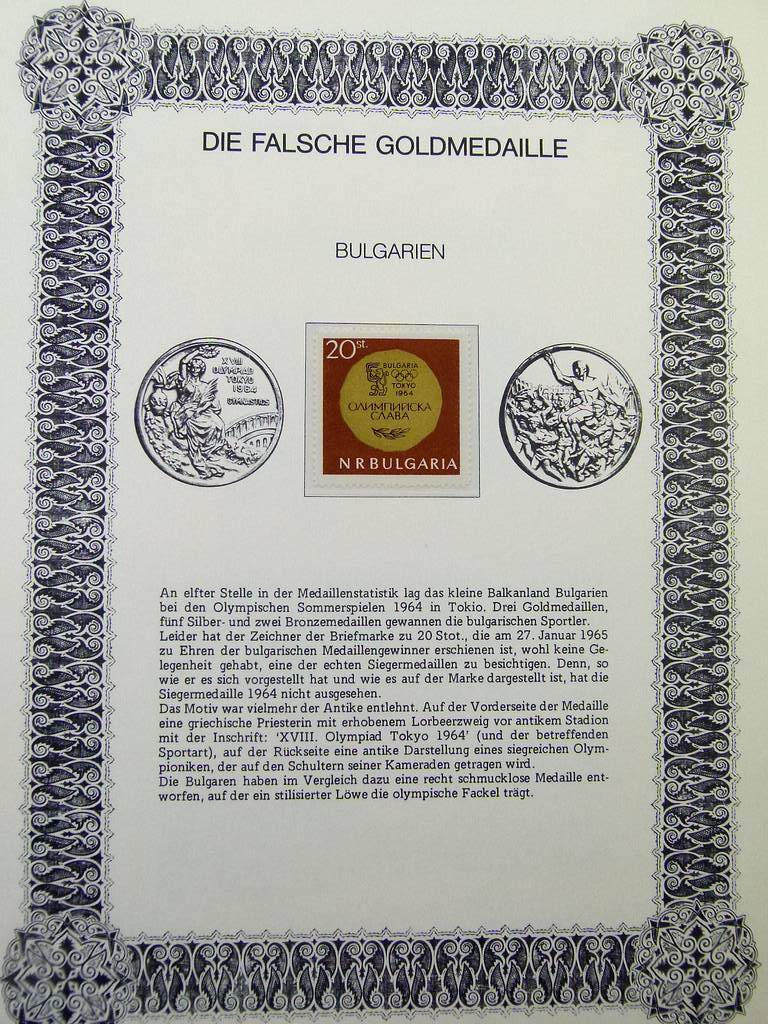 DIE FALSCHE GOLDMEDAILLE
BULGARIEN
XVIII
OLYMPIAD
TOKYO
1964
GYMNASTICS
20 st.
BULGARIA
TOKYO
1964
ОЛИМПИЙСКА
СЛАВА
NRBULGARIA
An elfter Stelle in der Medaillenstatistik lag das kleine Balkanland Bulgarien
bei den Olympischen Sommerspielen 1964 in Tokio. Drei Goldmedaillen,
fünf Silber- und zwei Bronzemedaillen gewannen die bulgarischen Sportler.
Leider hat der Zeichner der Briefmarke zu 20 Stot., die am 27. Januar 1965
zu Ehren der bulgarischen Medaillengewinner erschienen ist, wohl keine Ge-
legenheit gehabt, eine der echten Siegermedaillen zu besichtigen. Denn, so
wie er es sich vorgestellt hat und wie es auf der Marke dargestellt ist, hat die
Siegermedaille 1964 nicht ausgesehen.
Das Motiv war vielmehr der Antike entlehnt. Auf der Vorderseite der Medaille
eine griechische Priesterin mit erhobenem Lorbeerzweig vor antikem Stadion
mit der Inschrift: ‘XVIII. Olympiad Tokyo 1964’ (und der betreffenden
Sportart), auf der Rückseite eine antike Darstellung eines siegreichen Olym-
pioniken, der auf den Schultern seiner Kameraden getragen wird.
Die Bulgaren haben im Vergleich dazu eine recht schmucklose Medaille ent-
worfen, auf der ein stilisierter Löwe die olympische Fackel trägt.